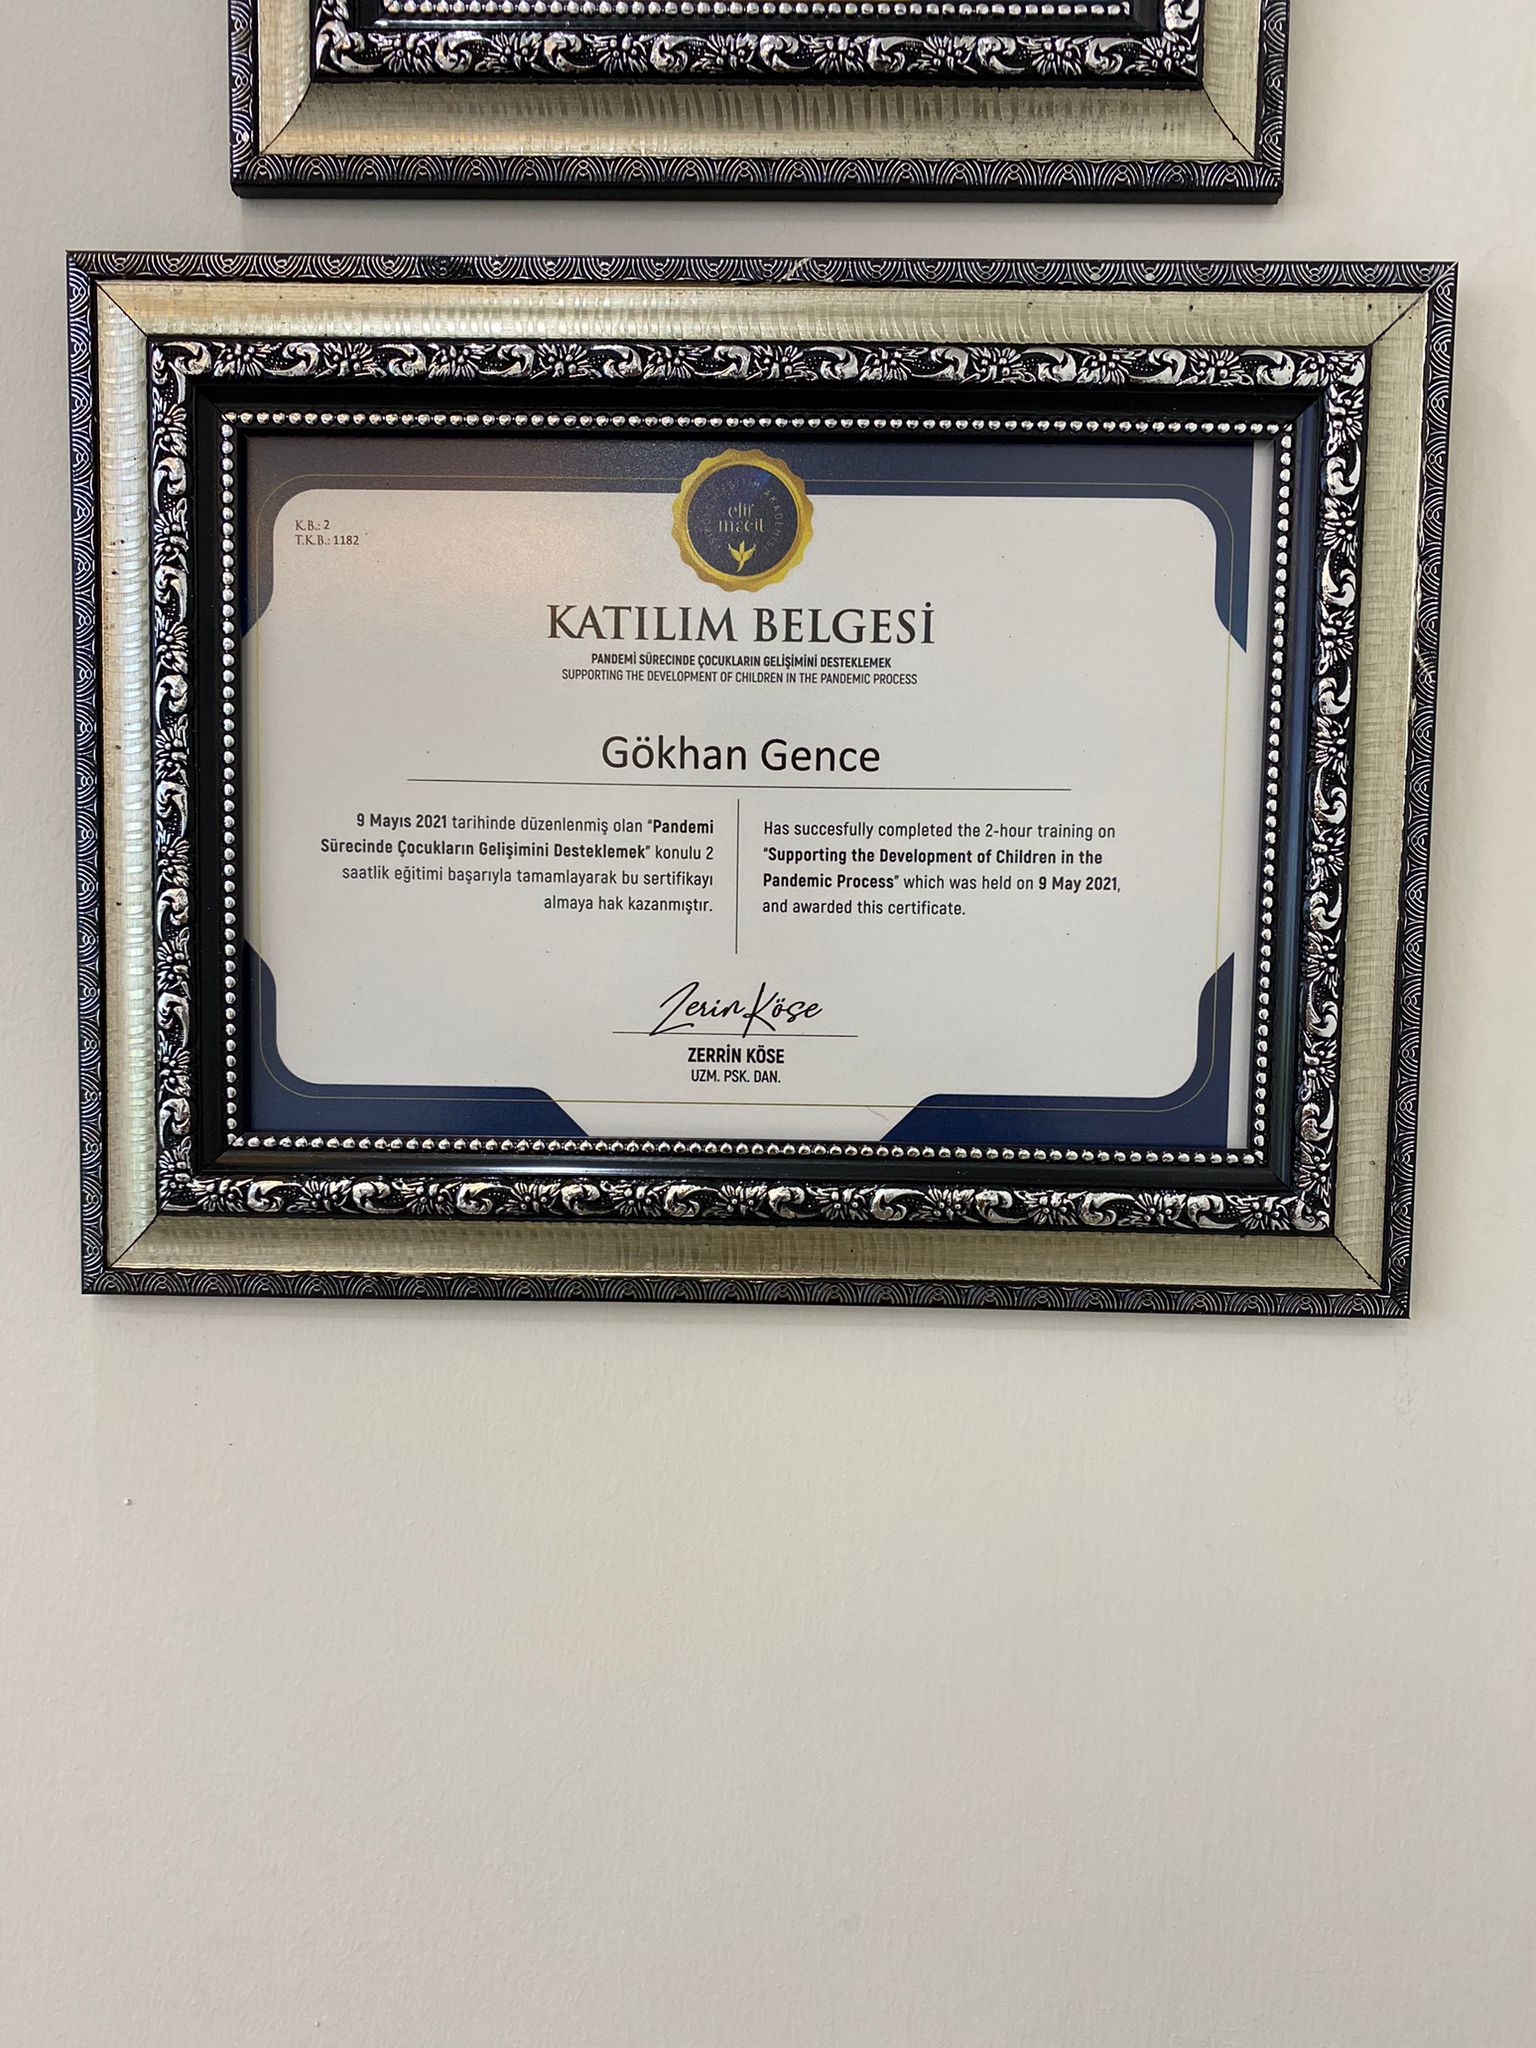 K.B.: 2
T.K.B.: 1182
elif
macit
KATILIM BELGESİ
PANDEMİ SÜRECİNDE ÇOCUKLARIN GELİŞİMİNİ DESTEKLEMEK
SUPPORTING THE DEVELOPMENT OF CHILDREN IN THE PANDEMIC PROCESS
Gökhan Gence
9 Mayıs 2021 tarihinde düzenlenmiş olan "Pandemi
Sürecinde Çocukların Gelişimini Desteklemek" konulu 2
saatlik eğitimi başarıyla tamamlayarak bu sertifikayı
almaya hak kazanmıştır.
Has succesfully completed the 2-hour training on
"Supporting the Development of Children in the
Pandemic Process" which was held on 9 May 2021,
and awarded this certificate.
Zerin Köse
ZERRİN KÖSE
UZM. PSK. DAN.